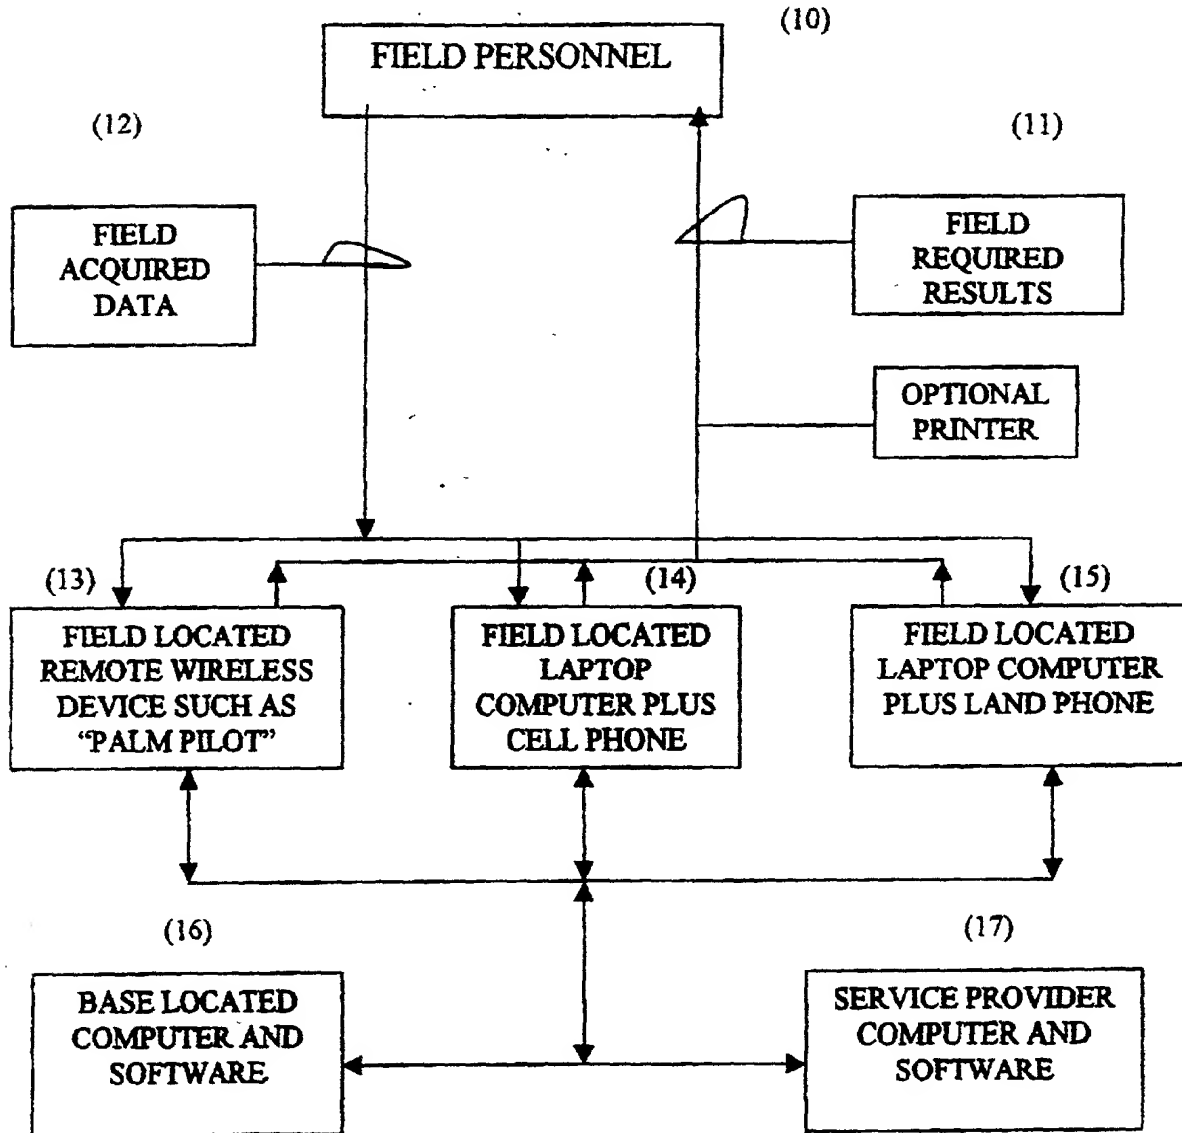 (10)
FIELD PERSONNEL
(12)
(11)
FIELD
ACQUIRED
DATA
FIELD
REQUIRED
RESULTS
OPTIONAL
PRINTER
(13)
(14)
(15)
FIELD LOCATED
REMOTE WIRELESS
DEVICE SUCH AS
“PALM PILOT”
FIELD LOCATED
LAPTOP
COMPUTER PLUS
CELL PHONE
FIELD LOCATED
LAPTOP COMPUTER
PLUS LAND PHONE
(16)
(17)
BASE LOCATED
COMPUTER AND
SOFTWARE
SERVICE PROVIDER
COMPUTER AND
SOFTWARE